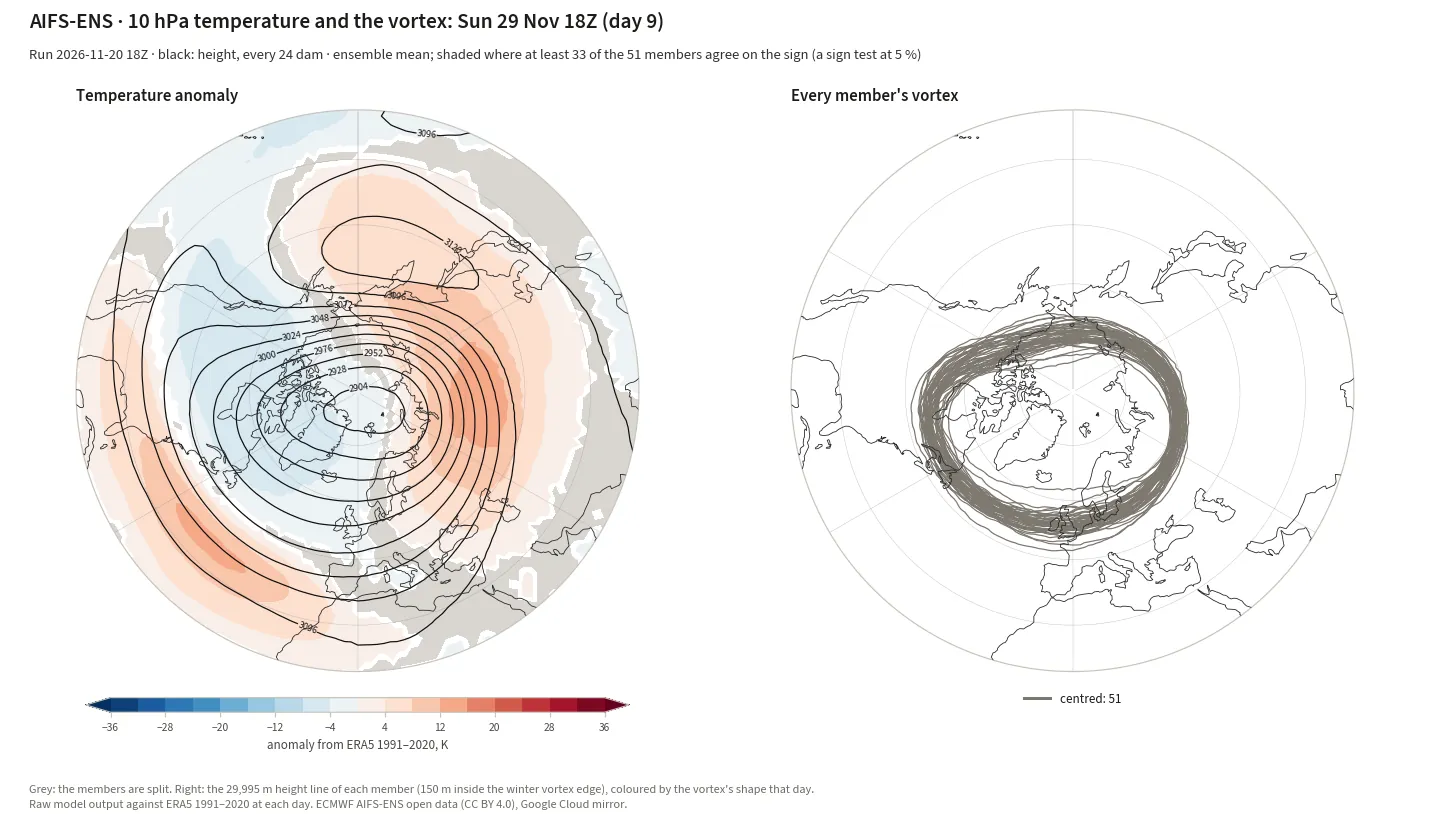 AIFS-ENS · 10 hPa temperature and the vortex: Sun 29 Nov 18Z (day 9)
Run 2026-11-20 18Z · black: height, every 24 dam · ensemble mean; shaded where at least 33 of the 51 members agree on the sign (a sign test at 5 %)
Temperature anomaly
Every member's vortex
3096
3120
3096
3072
3048
3024
3000
2976
2952
2928
2904
3096
−36 −28 −20 −12 −4 4 12 20 28 36
anomaly from ERA5 1991–2020, K
centred: 51
Grey: the members are split. Right: the 29,995 m height line of each member (150 m inside the winter vortex edge), coloured by the vortex's shape that day.
Raw model output against ERA5 1991–2020 at each day. ECMWF AIFS-ENS open data (CC BY 4.0), Google Cloud mirror.